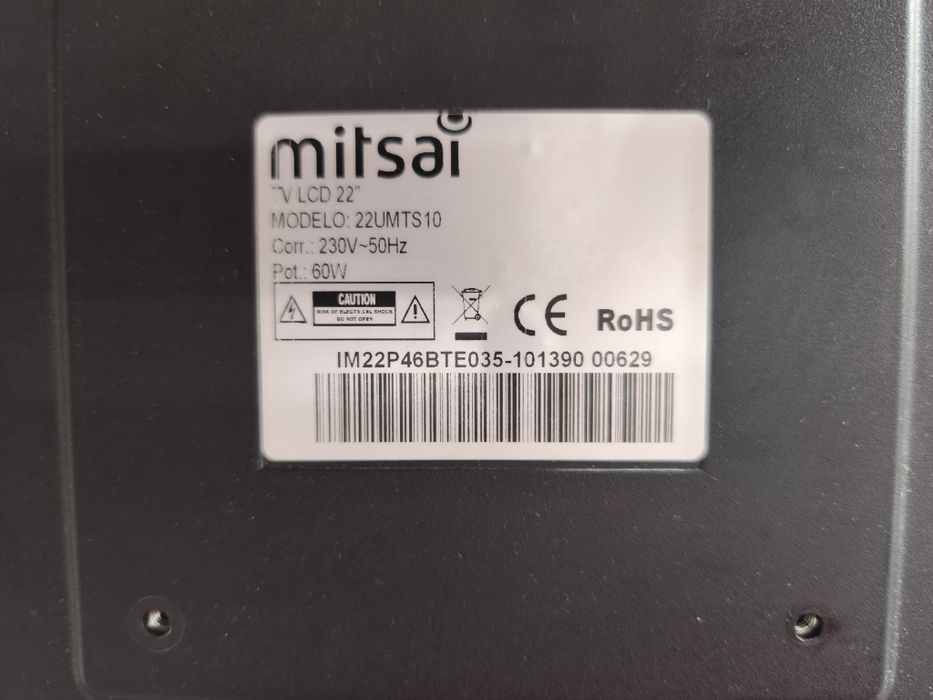 mitsai
TV LCD 22"
MODELO: 22UMTS10
Corr.: 230V~50Hz
Pot.: 60W
CAUTION
RISK OF ELECTRICAL SHOCK
DO NOT OPEN
CE RoHS
IM22P46BTE035-101390 00629